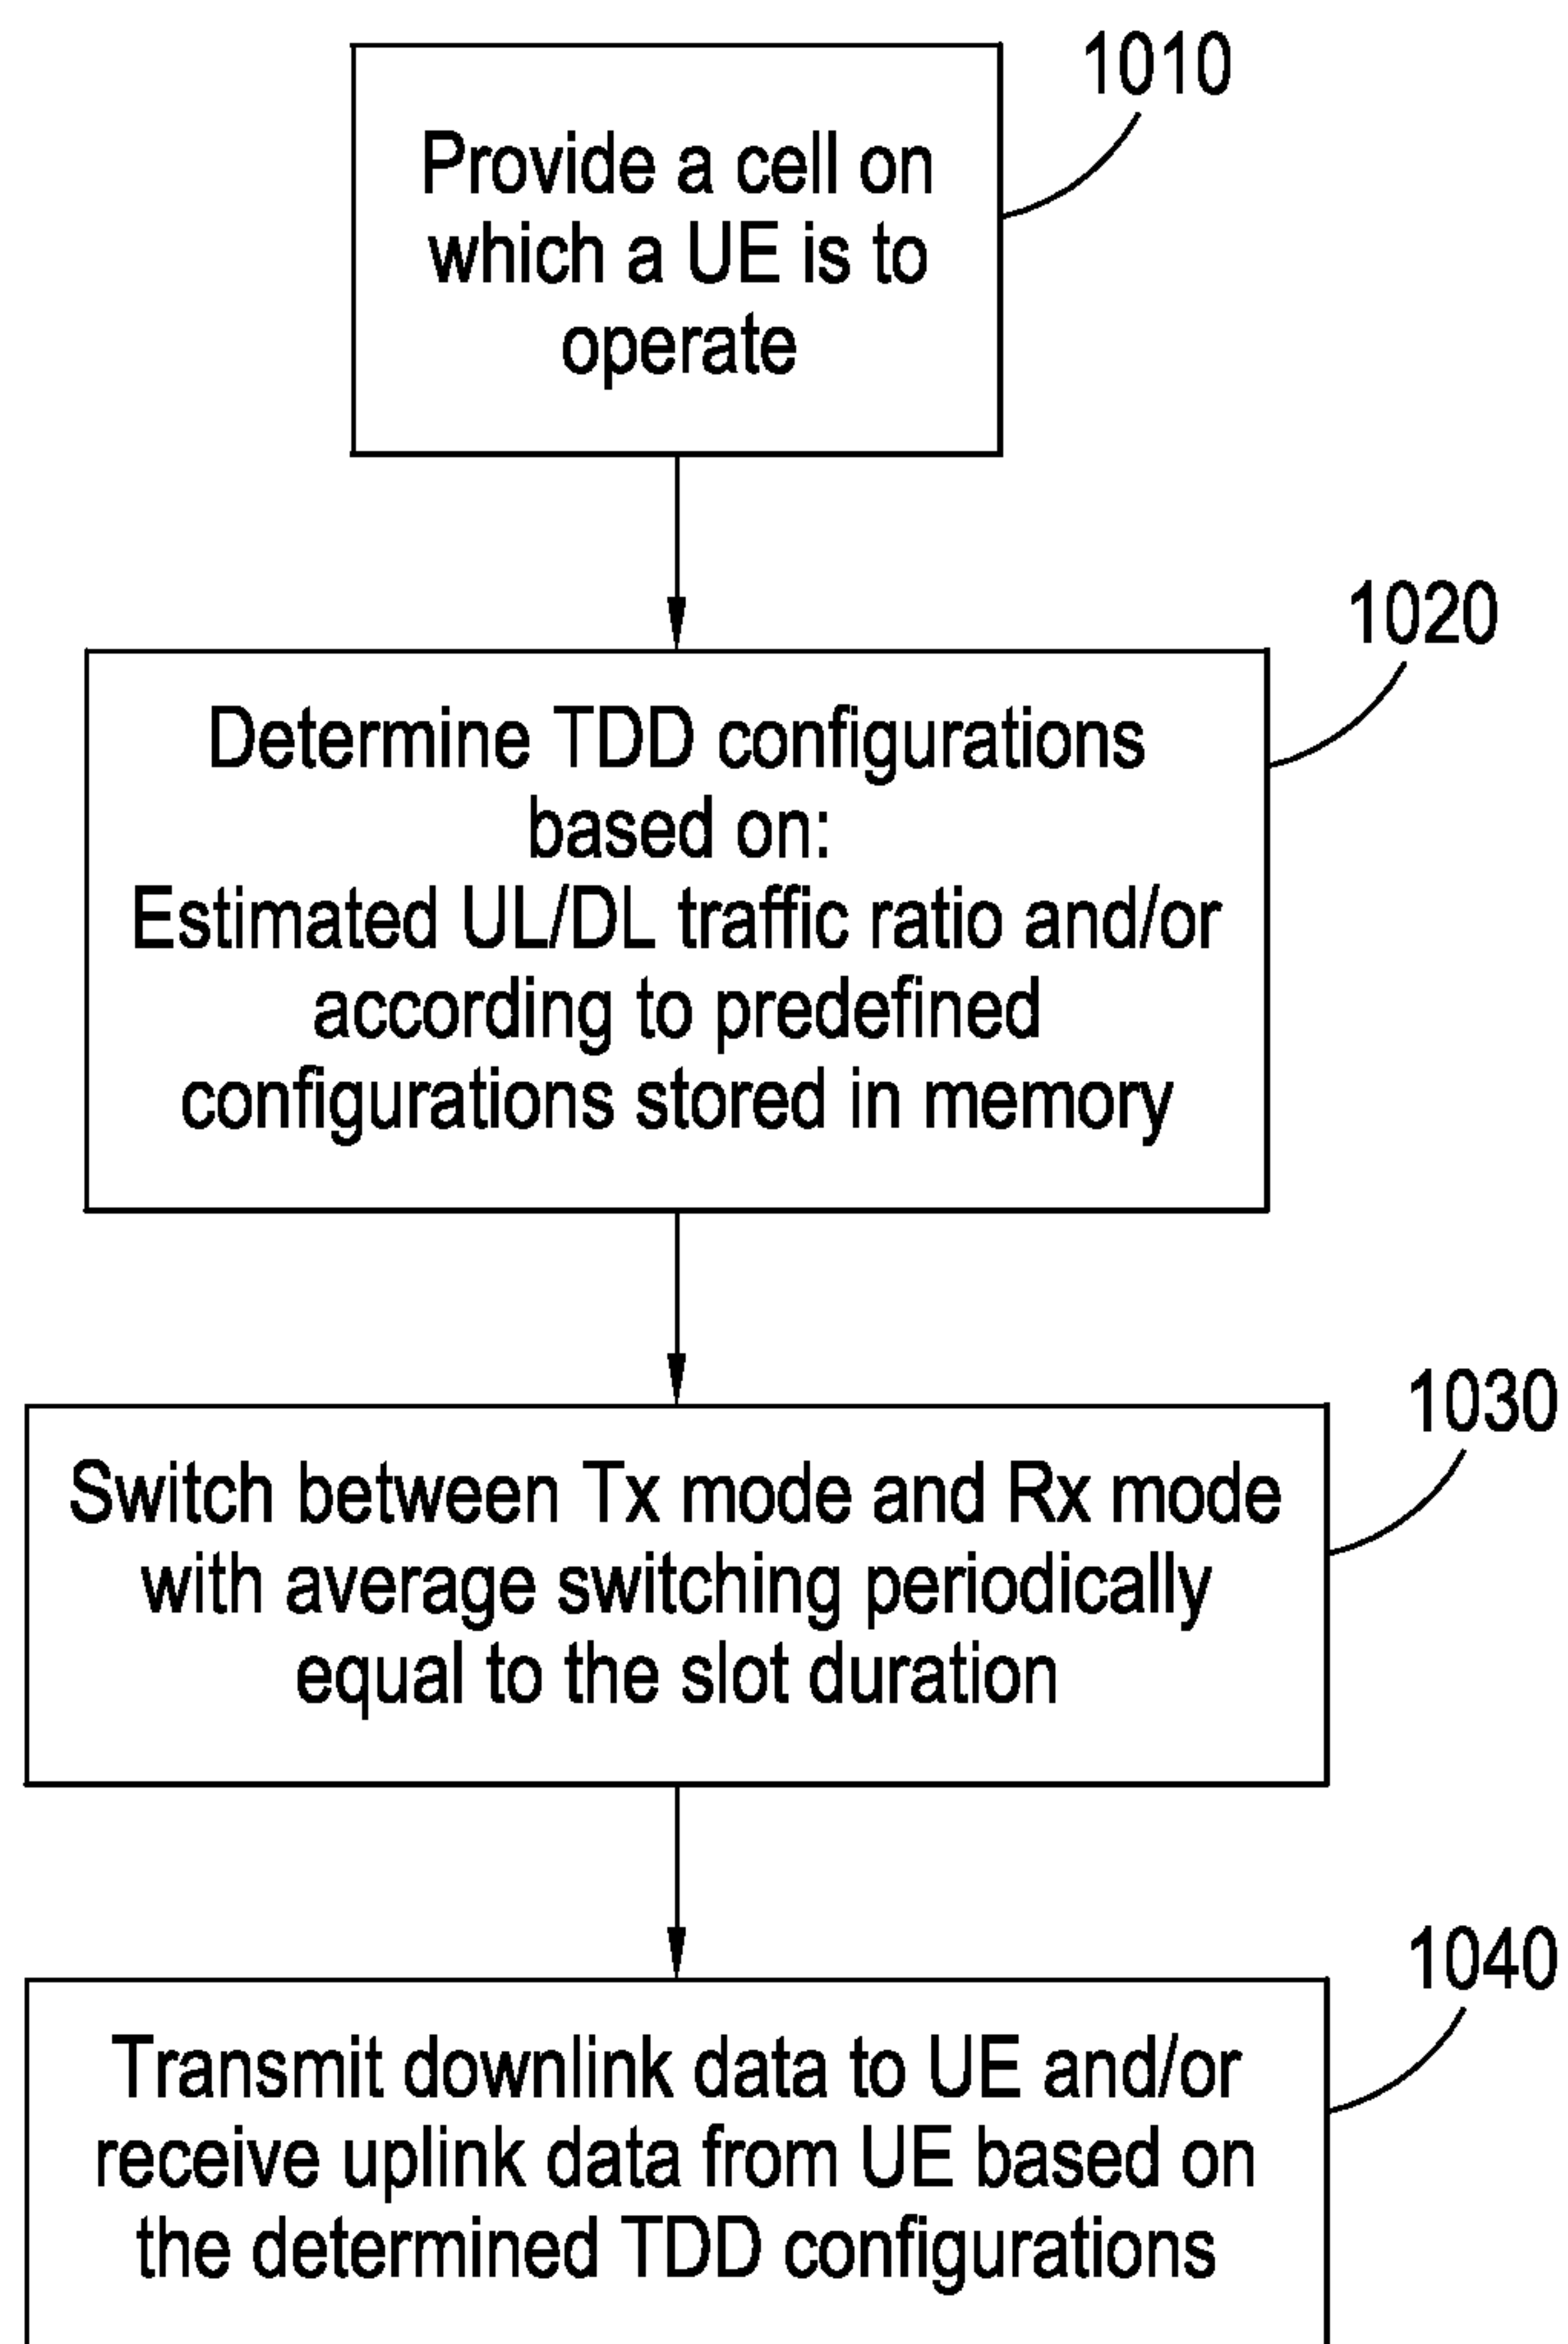 1010
Provide a cell on
which a UE is to
operate
1020
Determine TDD configurations
based on:
Estimated UL/DL traffic ratio and/or
according to predefined
configurations stored in memory
1030
Switch between Tx mode and Rx mode
with average switching periodically
equal to the slot duration
1040
Transmit downlink data to UE and/or
receive uplink data from UE based on
the determined TDD configurations